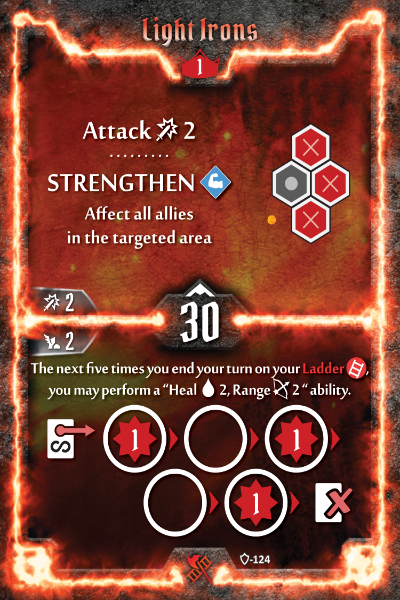 Light Irons
1
Attack 2
STRENGTHEN
Affect all allies
in the targeted area
2
30
2
The next five times you end your turn on your Ladder,
you may perform a “Heal 2, Range 2 “ ability.
S
1 1
1
-124